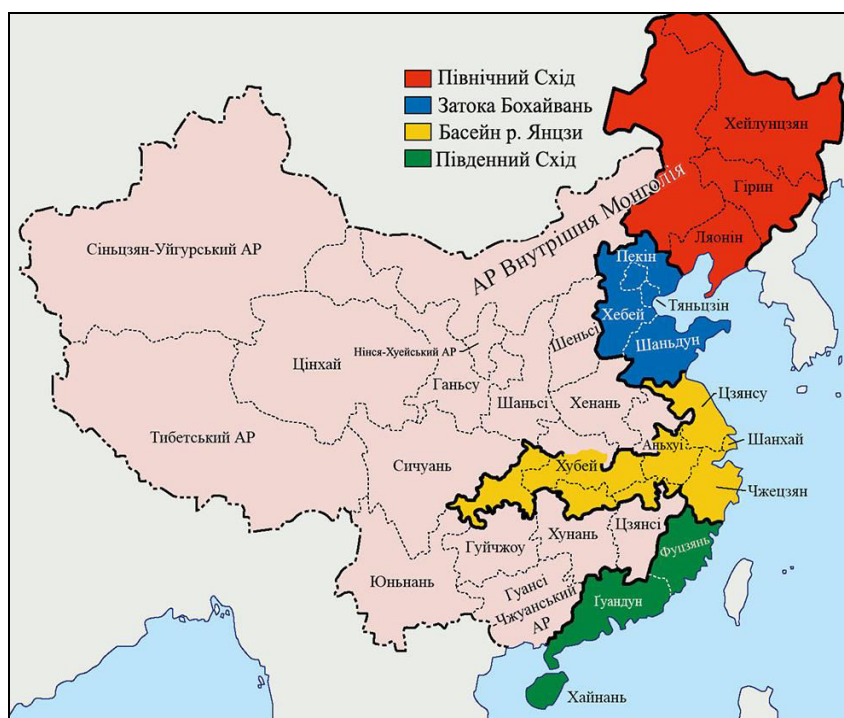 Північний Схід
Затока Бохайвань
Басейн р. Янцзи
Південний Схід
Хейлунцзян
Гірин
Ляонін
АР Внутрішня Монголія
Сіньцзян-Уйгурський АР
Пекін
Тяньцзін
Хебей
Шаньдун
Шеньсі
Нінся-Хуейський АР
Цінхай
Ганьсу
Шаньсі
Хенань
Цзянсу
Тибетський АР
Сичуань
Хубей
Аньхуі
Шанхай
Чжецзян
Гуйчжоу
Хунань
Цзянсі
Фуцзянь
Юньнань
Гуансі
Чжуанський
АР
Ґуандун
Хайнань